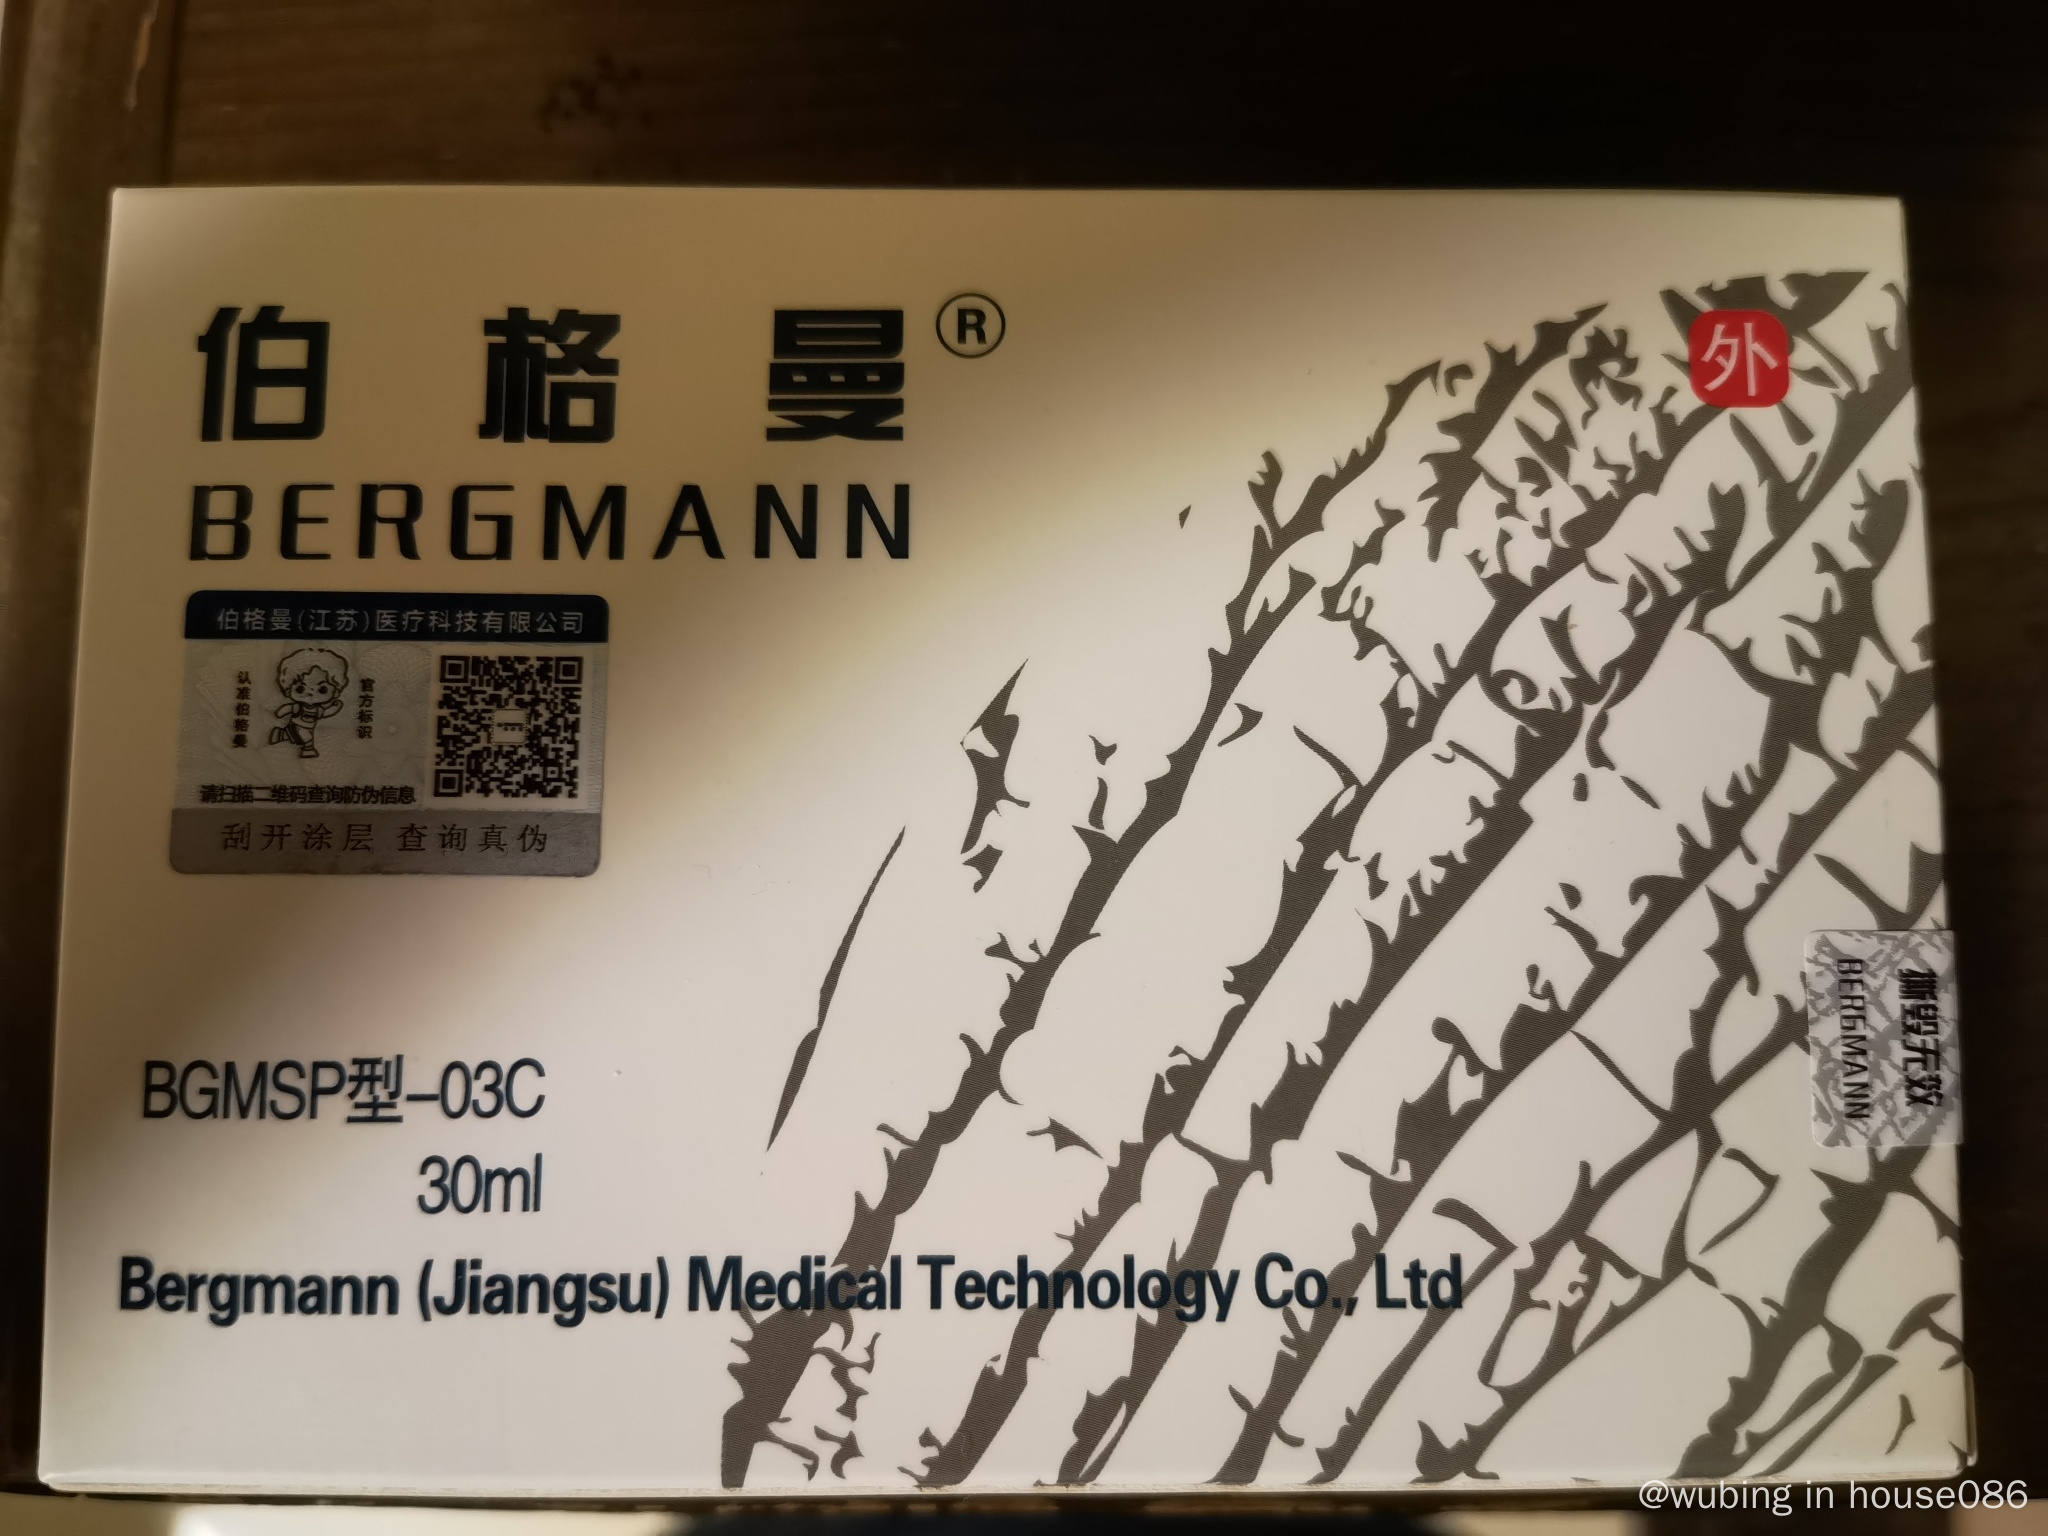 伯格曼®
外
BERGMANN
伯格曼(江苏)医疗科技有限公司
认准伯格曼
官方标识
请扫描二维码查询防伪信息
刮开涂层 查询真伪
撕毁无效
BERGMANN
BGMSP型-03C
30ml
Bergmann (Jiangsu) Medical Technology Co., Ltd
@wubing in house086